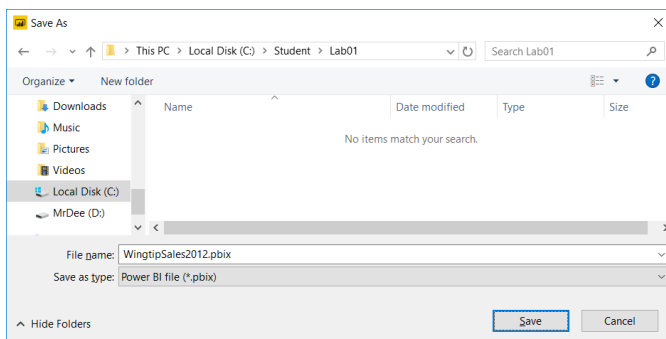 Save As
This PC > Local Disk (C:) > Student > Lab01
Search Lab01
Organize New folder
Downloads
Music
Pictures
Videos
Local Disk (C:)
MrDee (D:)
Name Date modified Type Size
No items match your search.
File name: WingtipSales2012.pbix
Save as type: Power BI file (*.pbix)
Hide Folders
Save Cancel